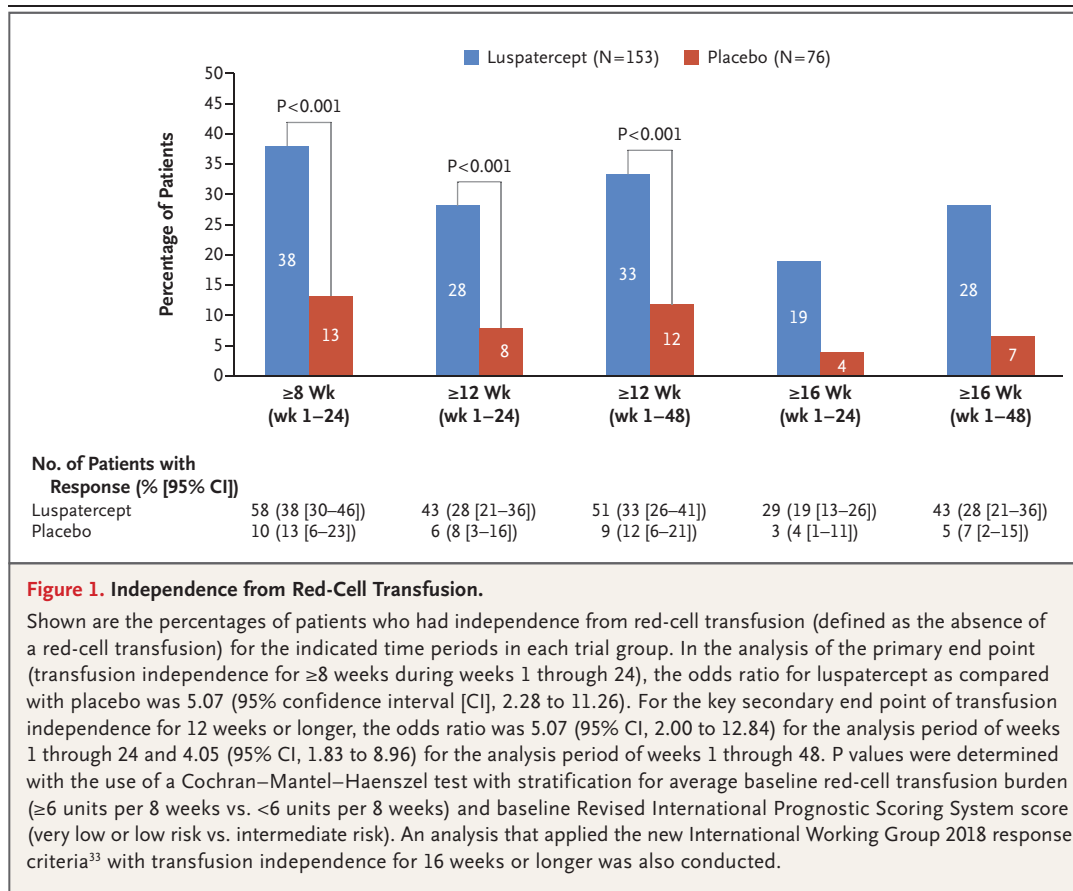 Luspatercept (N=153) Placebo (N=76)
Percentage of Patients
50
45
40
35
30
25
20
15
10
5
0
P<0.001
P<0.001
P<0.001
38
13
28
8
33
12
19
4
28
7
≥8 Wk
(wk 1–24)
≥12 Wk
(wk 1–24)
≥12 Wk
(wk 1–48)
≥16 Wk
(wk 1–24)
≥16 Wk
(wk 1–48)
No. of Patients with
Response (% [95% CI])
Luspatercept 58 (38 [30–46]) 43 (28 [21–36]) 51 (33 [26–41]) 29 (19 [13–26]) 43 (28 [21–36])
Placebo 10 (13 [6–23]) 6 (8 [3–16]) 9 (12 [6–21]) 3 (4 [1–11]) 5 (7 [2–15])
Figure 1. Independence from Red-Cell Transfusion.
Shown are the percentages of patients who had independence from red-cell transfusion (defined as the absence of
a red-cell transfusion) for the indicated time periods in each trial group. In the analysis of the primary end point
(transfusion independence for ≥8 weeks during weeks 1 through 24), the odds ratio for luspatercept as compared
with placebo was 5.07 (95% confidence interval [CI], 2.28 to 11.26). For the key secondary end point of transfusion
independence for 12 weeks or longer, the odds ratio was 5.07 (95% CI, 2.00 to 12.84) for the analysis period of weeks
1 through 24 and 4.05 (95% CI, 1.83 to 8.96) for the analysis period of weeks 1 through 48. P values were determined
with the use of a Cochran–Mantel–Haenszel test with stratification for average baseline red-cell transfusion burden
(≥6 units per 8 weeks vs. <6 units per 8 weeks) and baseline Revised International Prognostic Scoring System score
(very low or low risk vs. intermediate risk). An analysis that applied the new International Working Group 2018 response
criteria³³ with transfusion independence for 16 weeks or longer was also conducted.